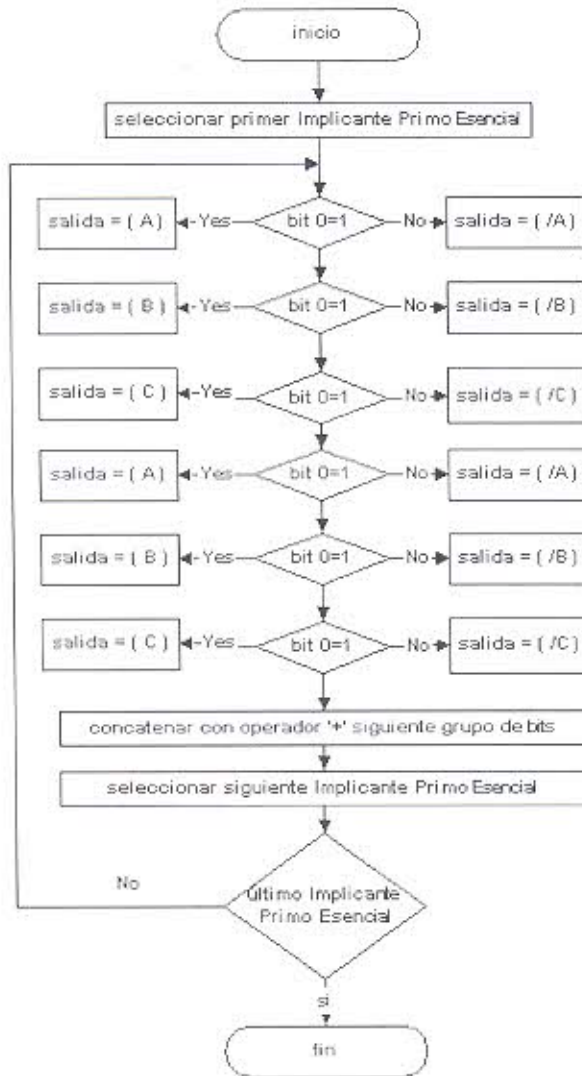 inicio
seleccionar primer Implicante Primo Esencial
salida = ( A ) Yes bit 0=1 No salida = ( /A )
salida = ( B ) Yes bit 0=1 No salida = ( /B )
salida = ( C ) Yes bit 0=1 No salida = ( /C )
salida = ( A ) Yes bit 0=1 No salida = ( /A )
salida = ( B ) Yes bit 0=1 No salida = ( /B )
salida = ( C ) Yes bit 0=1 No salida = ( /C )
concatenar con operador '+' siguiente grupo de bits
seleccionar siguiente Implicante Primo Esencial
No
último Implicante
Primo Esencial
si
fin